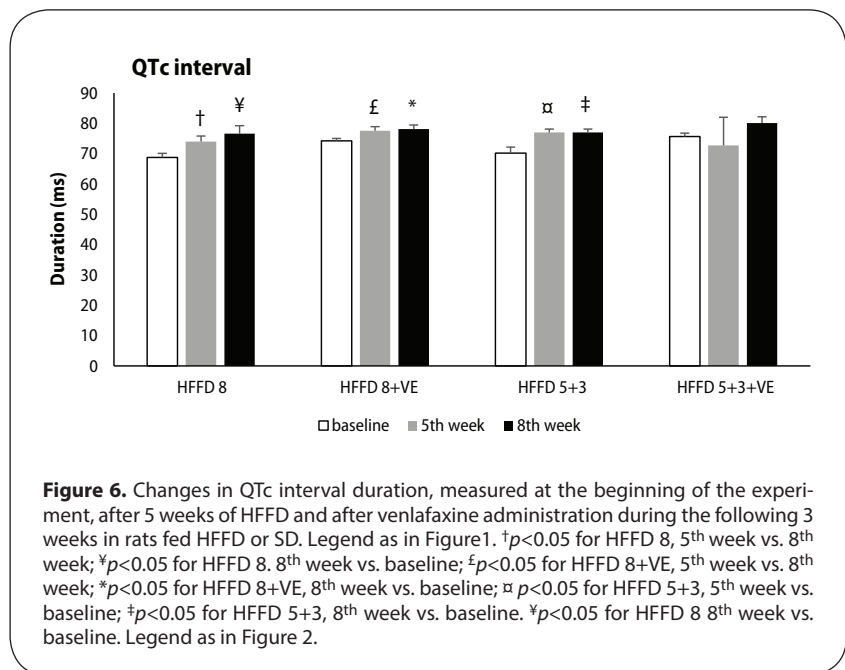 QTc interval
90
80
70
60
50
40
30
20
10
0
Duration (ms)
† ¥ £ * ¤ ‡
HFFD 8 HFFD 8+VE HFFD 5+3 HFFD 5+3+VE
baseline 5th week 8th week
Figure 6. Changes in QTc interval duration, measured at the beginning of the experi-
ment, after 5 weeks of HFFD and after venlafaxine administration during the following 3
weeks in rats fed HFFD or SD. Legend as in Figure1. †p<0.05 for HFFD 8, 5th week vs. 8th
week; ¥p<0.05 for HFFD 8. 8th week vs. baseline; £p<0.05 for HFFD 8+VE, 5th week vs. 8th
week; *p<0.05 for HFFD 8+VE, 8th week vs. baseline; ¤ p<0.05 for HFFD 5+3, 5th week vs.
baseline; ‡p<0.05 for HFFD 5+3, 8th week vs. baseline. ¥p<0.05 for HFFD 8 8th week vs.
baseline. Legend as in Figure 2.